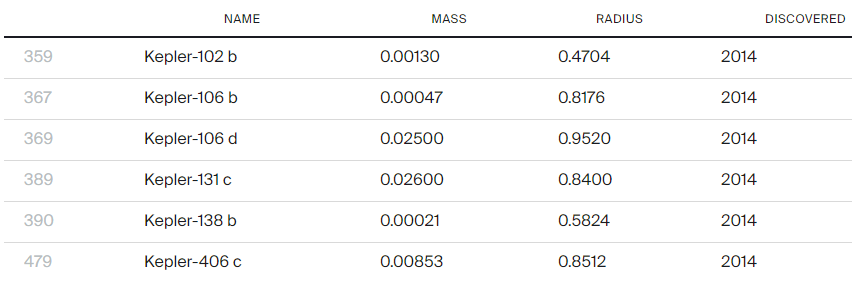 NAME MASS RADIUS DISCOVERED
359 Kepler-102 b 0.00130 0.4704 2014
367 Kepler-106 b 0.00047 0.8176 2014
369 Kepler-106 d 0.02500 0.9520 2014
389 Kepler-131 c 0.02600 0.8400 2014
390 Kepler-138 b 0.00021 0.5824 2014
479 Kepler-406 c 0.00853 0.8512 2014